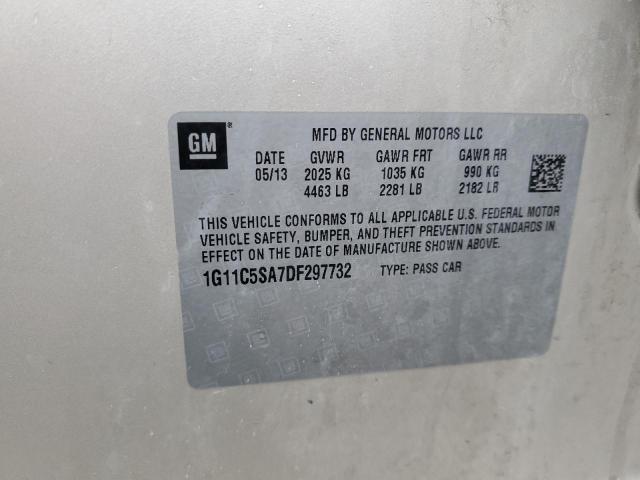 GM ®
MFD BY GENERAL MOTORS LLC
DATE GVWR GAWR FRT GAWR RR
05/13 2025 KG 1035 KG 990 KG
4463 LB 2281 LB 2182 LB
THIS VEHICLE CONFORMS TO ALL APPLICABLE U.S. FEDERAL MOTOR
VEHICLE SAFETY, BUMPER, AND THEFT PREVENTION STANDARDS IN
EFFECT ON THE DATE OF MANUFACTURE SHOWN ABOVE.
1G11C5SA7DF297732 TYPE: PASS CAR